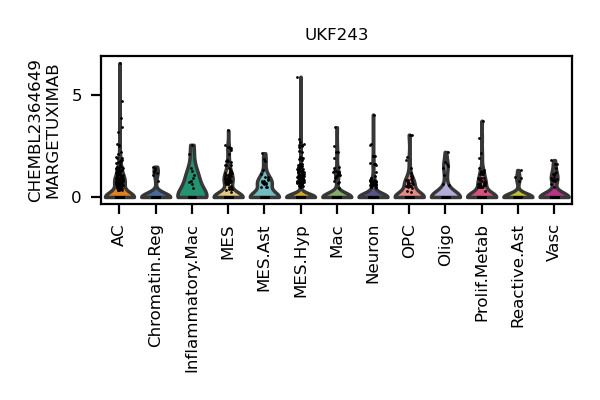 UKF243
CHEMBL2364649
MARGETUXIMAB
5
0
AC
Chromatin.Reg
Inflammatory.Mac
MES
MES.Ast
MES.Hyp
Mac
Neuron
OPC
Oligo
Prolif.Metab
Reactive.Ast
Vasc